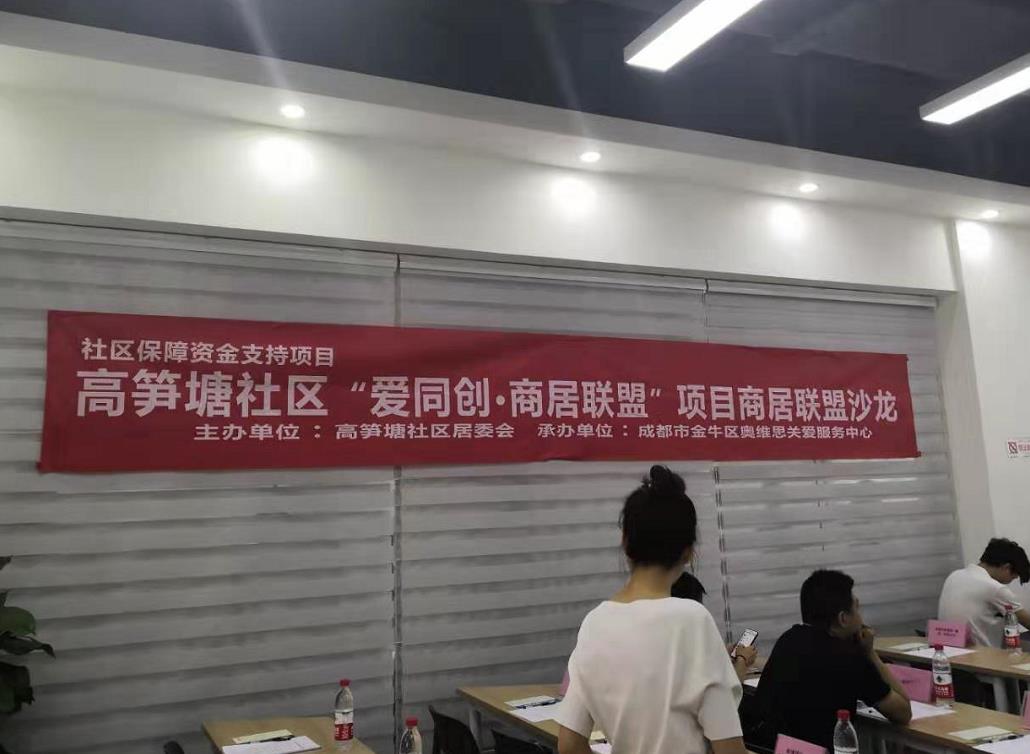 社区保障资金支持项目
高笋塘社区“爱同创·商居联盟”项目商居联盟沙龙
主办单位：高笋塘社区居委会 承办单位：成都市金牛区奥维思关爱服务中心